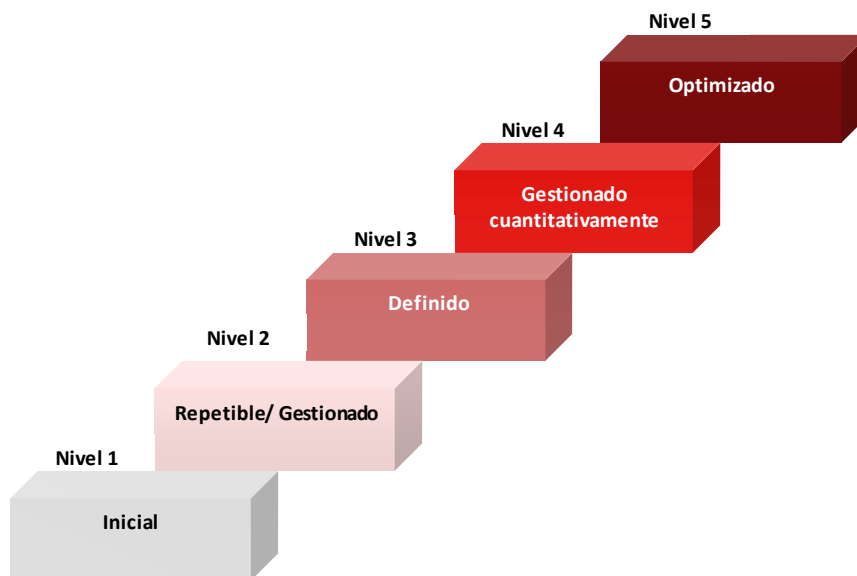 Nivel 5
Optimizado
Nivel 4
Gestionado
cuantitativamente
Nivel 3
Definido
Nivel 2
Repetible/ Gestionado
Nivel 1
Inicial